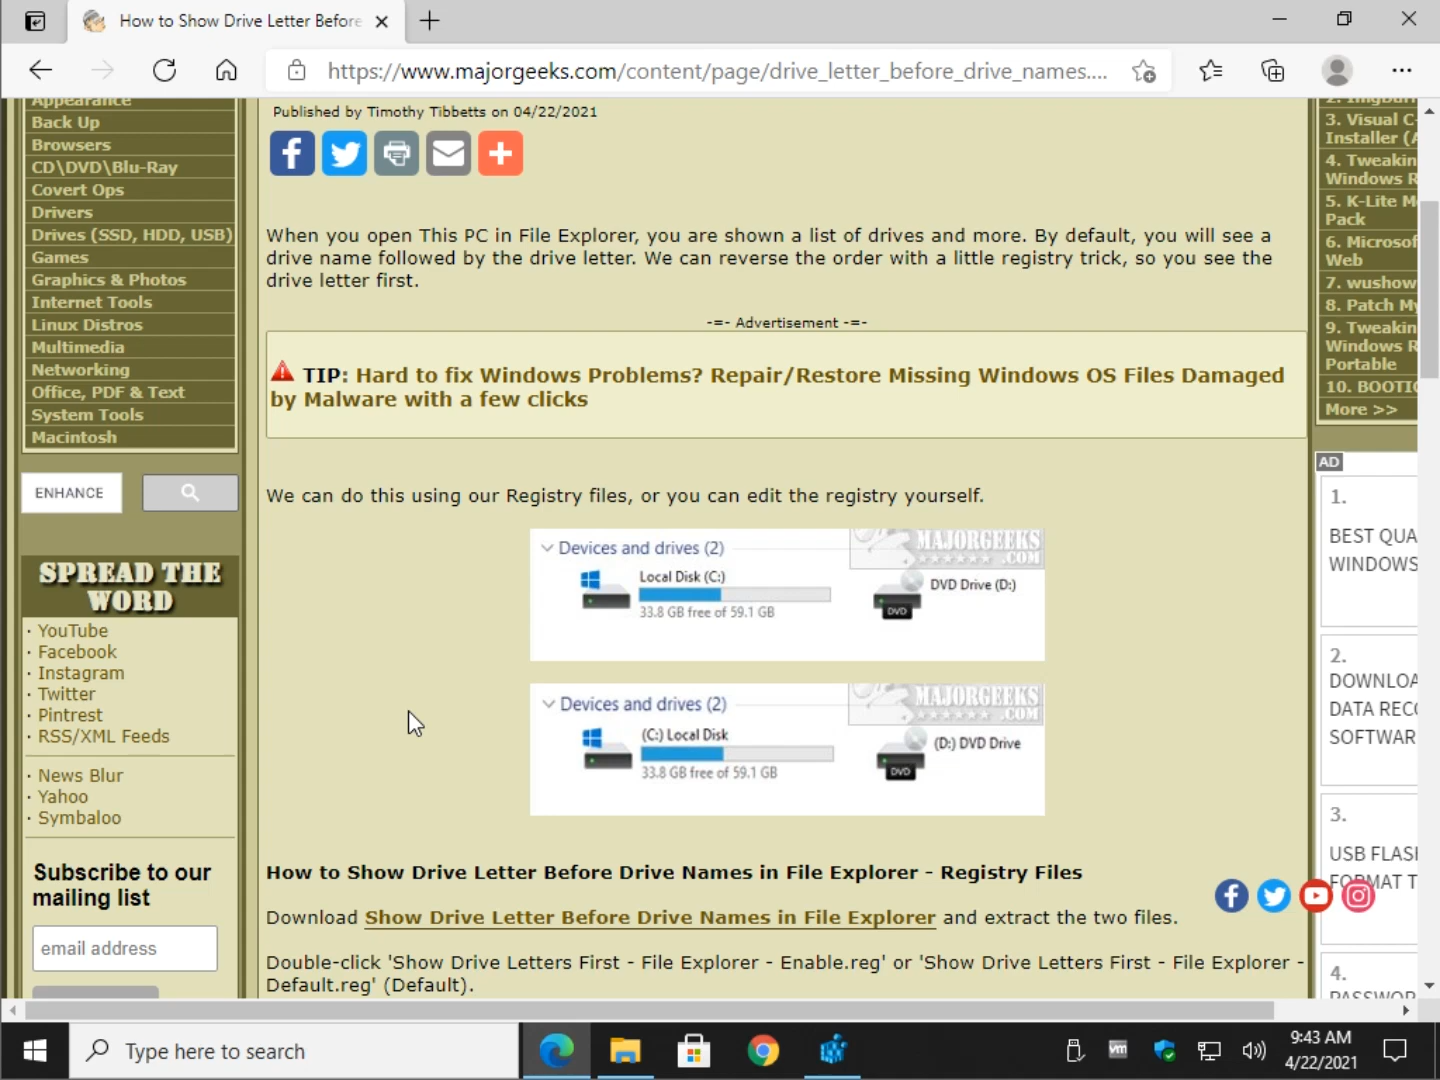 How to Show Drive Letter Before
https://www.majorgeeks.com/content/page/drive_letter_before_drive_names....
Appearance
Back Up
Browsers
CD\DVD\Blu-Ray
Covert Ops
Drivers
Drives (SSD, HDD, USB)
Games
Graphics & Photos
Internet Tools
Linux Distros
Multimedia
Networking
Office, PDF & Text
System Tools
Macintosh
ENHANCE
SPREAD THE
WORD
· YouTube
· Facebook
· Instagram
· Twitter
· Pintrest
· RSS/XML Feeds
· News Blur
· Yahoo
· Symbaloo
Subscribe to our
mailing list
email address
Published by Timothy Tibbetts on 04/22/2021
When you open This PC in File Explorer, you are shown a list of drives and more. By default, you will see a
drive name followed by the drive letter. We can reverse the order with a little registry trick, so you see the
drive letter first.
-=- Advertisement -=-
TIP: Hard to fix Windows Problems? Repair/Restore Missing Windows OS Files Damaged
by Malware with a few clicks
We can do this using our Registry files, or you can edit the registry yourself.
Devices and drives (2)
MAJORGEEKS
.COM
Local Disk (C:)
33.8 GB free of 59.1 GB
DVD Drive (D:)
DVD
Devices and drives (2)
MAJORGEEKS
.COM
(C:) Local Disk
33.8 GB free of 59.1 GB
(D:) DVD Drive
DVD
How to Show Drive Letter Before Drive Names in File Explorer - Registry Files
Download Show Drive Letter Before Drive Names in File Explorer and extract the two files.
Double-click 'Show Drive Letters First - File Explorer - Enable.reg' or 'Show Drive Letters First - File Explorer -
Default.reg' (Default).
3. Visual C
Installer (A
4. Tweakin
Windows R
5. K-Lite M
Pack
6. Microsof
Web
7. wushow
8. Patch My
9. Tweakin
Windows R
Portable
10. BOOTIC
More >>
AD
1.
BEST QUA
WINDOWS
2.
DOWNLOA
DATA REC
SOFTWAR
3.
USB FLASH
FORMAT T
4.
PASSWOR
Type here to search
vm
9:43 AM
4/22/2021